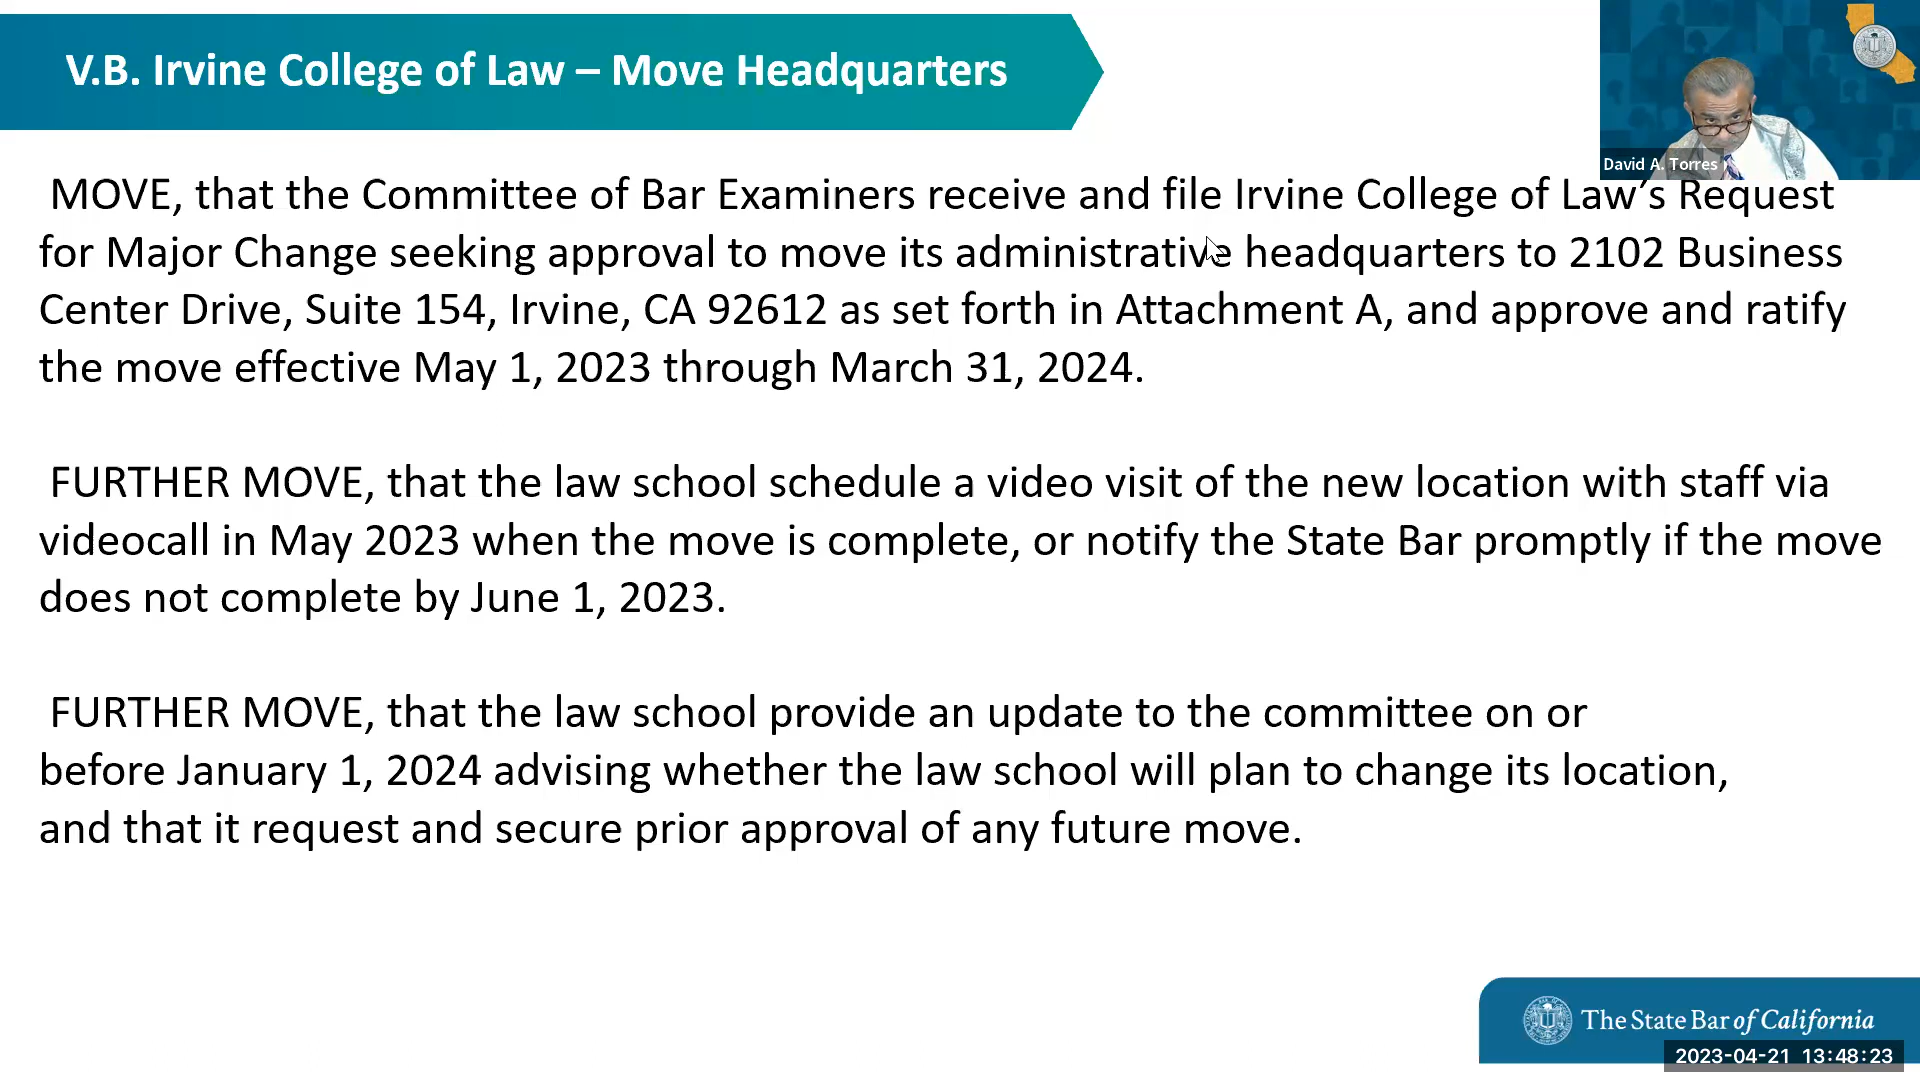 V.B. Irvine College of Law – Move Headquarters
David A. Torres
MOVE, that the Committee of Bar Examiners receive and file Irvine College of Law’s Request
for Major Change seeking approval to move its administrative headquarters to 2102 Business
Center Drive, Suite 154, Irvine, CA 92612 as set forth in Attachment A, and approve and ratify
the move effective May 1, 2023 through March 31, 2024.
FURTHER MOVE, that the law school schedule a video visit of the new location with staff via
videocall in May 2023 when the move is complete, or notify the State Bar promptly if the move
does not complete by June 1, 2023.
FURTHER MOVE, that the law school provide an update to the committee on or
before January 1, 2024 advising whether the law school will plan to change its location,
and that it request and secure prior approval of any future move.
The State Bar of California
2023-04-21 13:48:23